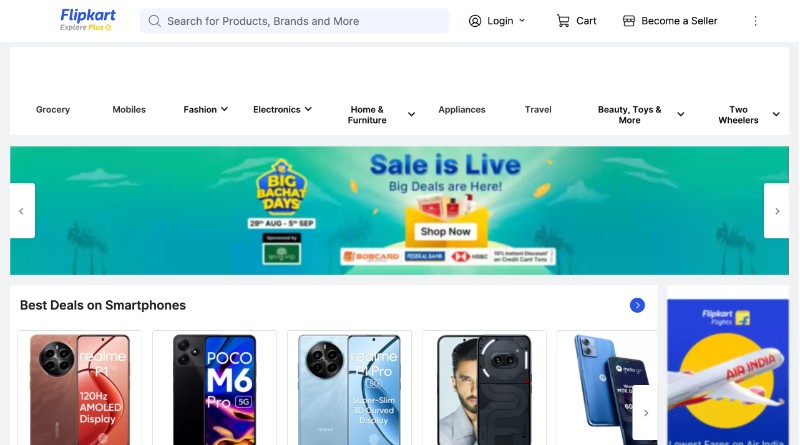 Flipkart
Explore Plus
Search for Products, Brands and More
Login
Cart
Become a Seller
Grocery
Mobiles
Fashion
Electronics
Home & Furniture
Appliances
Travel
Beauty, Toys & More
Two Wheelers
Sale is Live
Big Deals are Here!
BIG
BACHAT
DAYS
29TH AUG - 5TH SEP
Sponsored by
Shop Now
BOBCARD
FEDERAL BANK
HSBC
10% Instant Discount*
on Credit Card Txns
Best Deals on Smartphones
realme
P1
120Hz
AMOLED
Display
POCO
M6
Pro 5G
realme
P1 Pro
5G
Super-Slim
3D Curved
Display
Flipkart
Flights
AIR INDIA
Lowest Fares on Air India